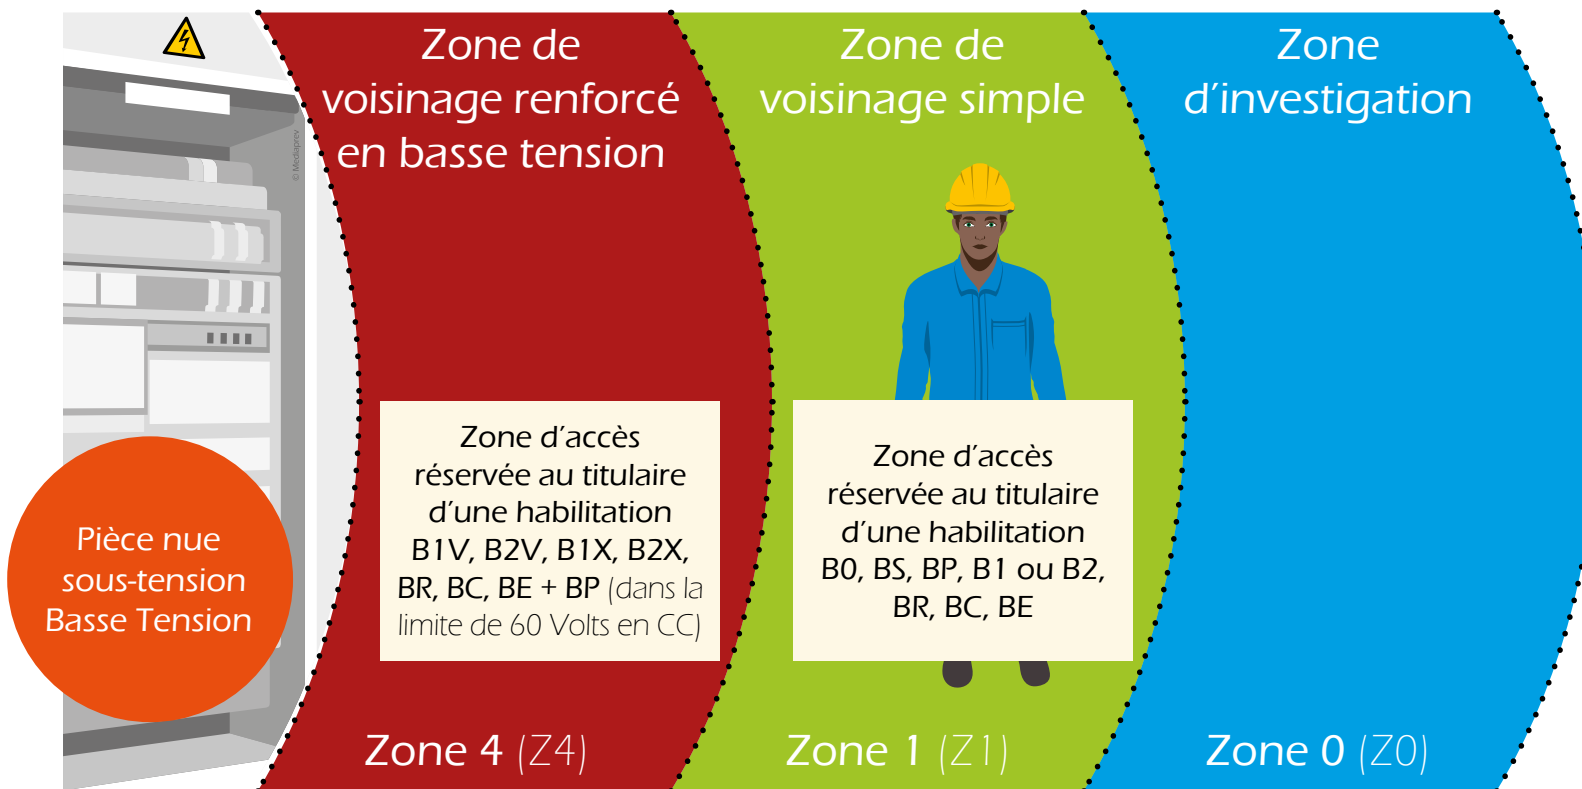 Zone de
voisinage renforcé
en basse tension
Zone de
voisinage simple
Zone
d'investigation
© Mediaprev
Zone d'accès
réservée au titulaire
d'une habilitation
B1V, B2V, B1X, B2X,
BR, BC, BE + BP (dans la
limite de 60 Volts en CC)
Zone d'accès
réservée au titulaire
d'une habilitation
B0, BS, BP, B1 ou B2,
BR, BC, BE
Pièce nue
sous-tension
Basse Tension
Zone 4 (Z4)
Zone 1 (Z1)
Zone 0 (Z0)